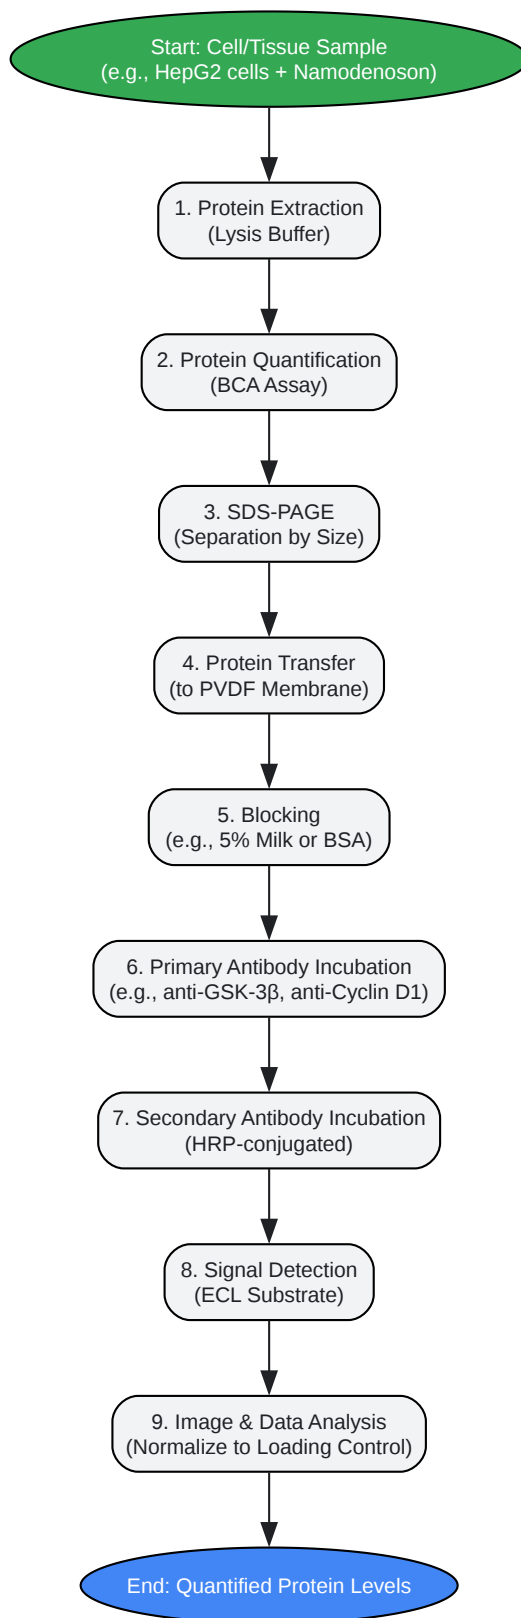 Start: Cell/Tissue Sample
(e.g., HepG2 cells + Namodenoson)
1. Protein Extraction
(Lysis Buffer)
2. Protein Quantification
(BCA Assay)
3. SDS-PAGE
(Separation by Size)
4. Protein Transfer
(to PVDF Membrane)
5. Blocking
(e.g., 5% Milk or BSA)
6. Primary Antibody Incubation
(e.g., anti-GSK-3β, anti-Cyclin D1)
7. Secondary Antibody Incubation
(HRP-conjugated)
8. Signal Detection
(ECL Substrate)
9. Image & Data Analysis
(Normalize to Loading Control)
End: Quantified Protein Levels